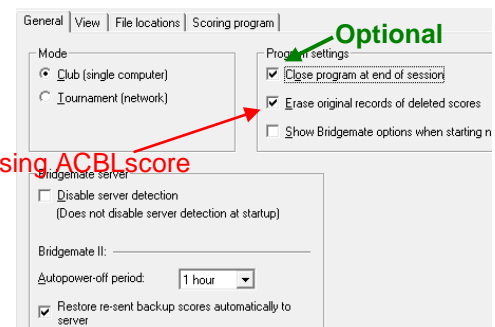 General View File locations Scoring program
Optional
Mode
Club (single computer)
Tournament (network)
Program settings
Close program at end of session
Erase original records of deleted scores
Show Bridgemate options when starting n
sing ACBLscore
Bridgemate server
Disable server detection
(Does not disable server detection at startup)
Bridgemate II:
Autopower-off period: 1 hour
Restore re-sent backup scores automatically to
server